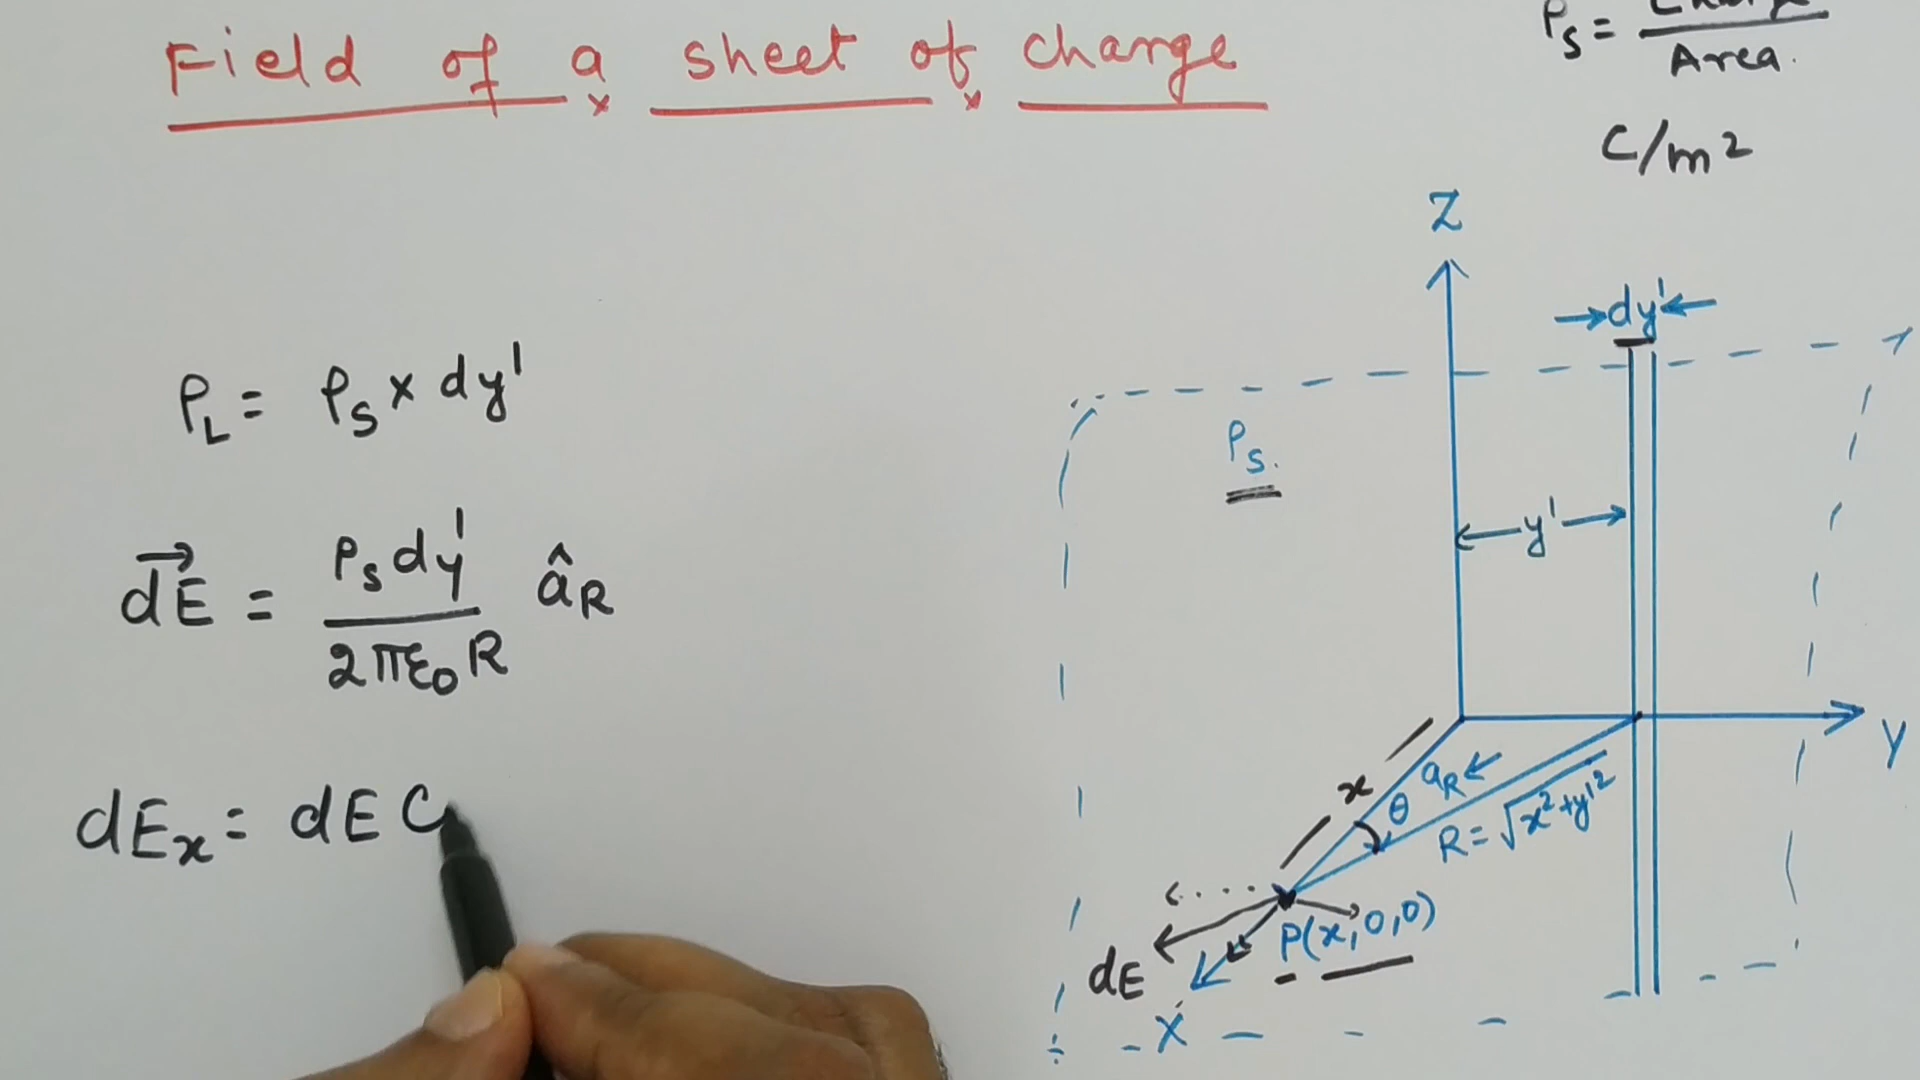 Field of a sheet of charge
ρs = Charge / Area.
C/m²
Z
→dy'←
ρL = ρs × dy'
ρs.
←y'→
dE⃗ = ρs dy' / 2πε₀R âR
Y
x
aR←
θ
R = √x²+y'²
dEx = dE C
P(x,0,0)
dE
X